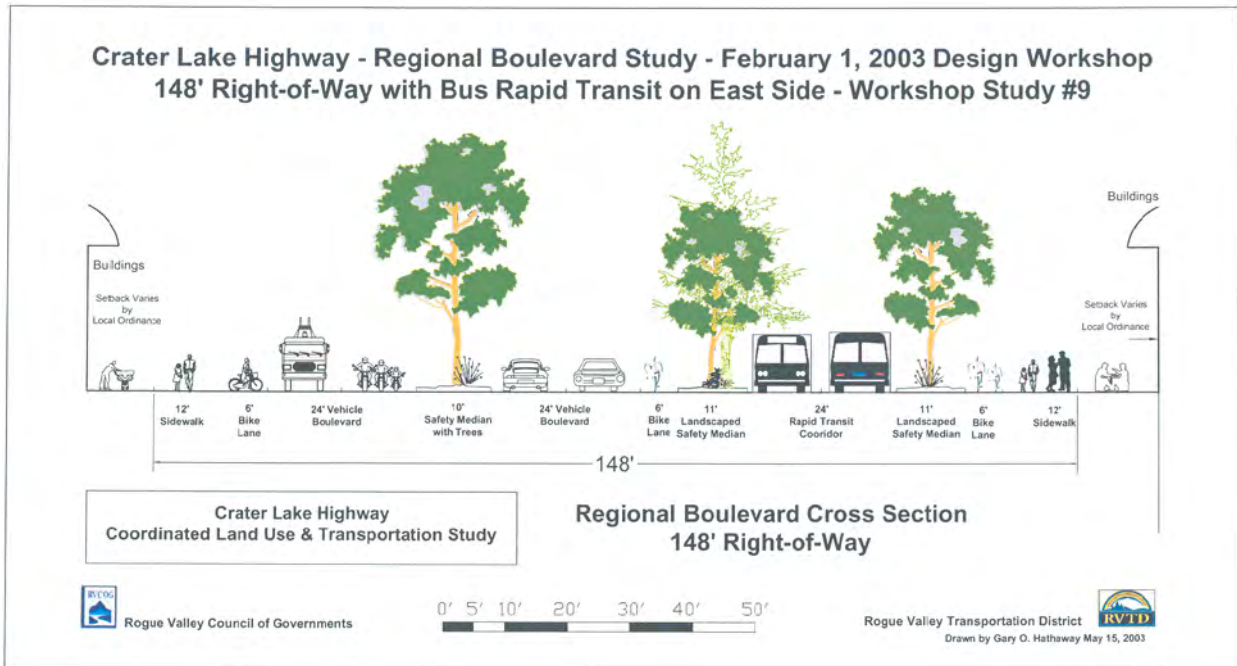 Crater Lake Highway - Regional Boulevard Study - February 1, 2003 Design Workshop
148' Right-of-Way with Bus Rapid Transit on East Side - Workshop Study #9
Buildings
Setback Varies
by
Local Ordinance
Buildings
Setback Varies
by
Local Ordinance
12'
Sidewalk
6'
Bike
Lane
24' Vehicle
Boulevard
10'
Safety Median
with Trees
24' Vehicle
Boulevard
6'
Bike
Lane
11'
Landscaped
Safety Median
24'
Rapid Transit
Cooridor
11'
Landscaped
Safety Median
6'
Bike
Lane
12'
Sidewalk
148'
Crater Lake Highway
Coordinated Land Use & Transportation Study
Regional Boulevard Cross Section
148' Right-of-Way
RVCOG
Rogue Valley Council of Governments
0' 5' 10' 20' 30' 40' 50'
Rogue Valley Transportation District
RVTD
Drawn by Gary O. Hathaway May 15, 2003